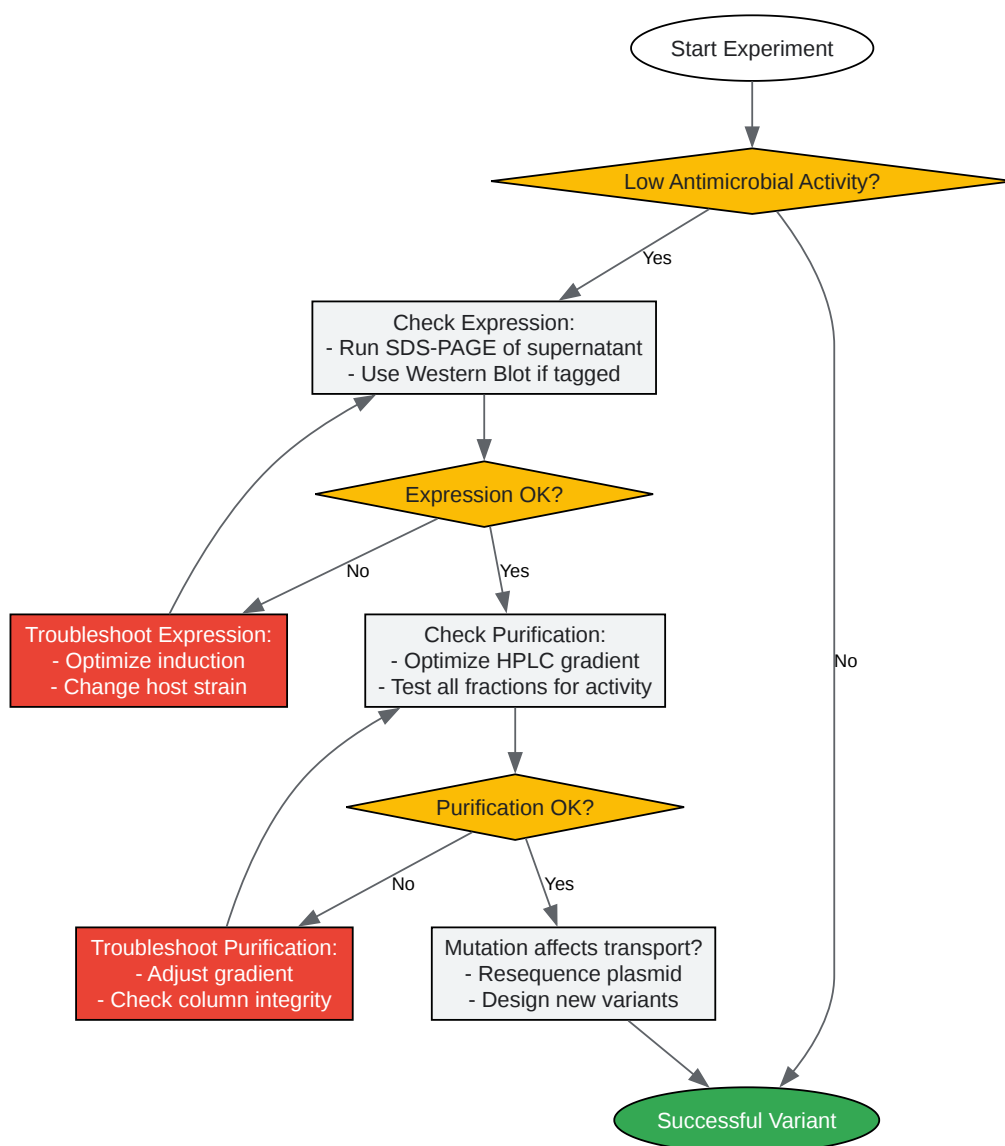 Start Experiment
Low Antimicrobial Activity?
Yes
Check Expression:
- Run SDS-PAGE of supernatant
- Use Western Blot if tagged
Expression OK?
No
Yes
Troubleshoot Expression:
- Optimize induction
- Change host strain
Check Purification:
- Optimize HPLC gradient
- Test all fractions for activity
No
Purification OK?
No
Yes
Troubleshoot Purification:
- Adjust gradient
- Check column integrity
Mutation affects transport?
- Resequence plasmid
- Design new variants
Successful Variant